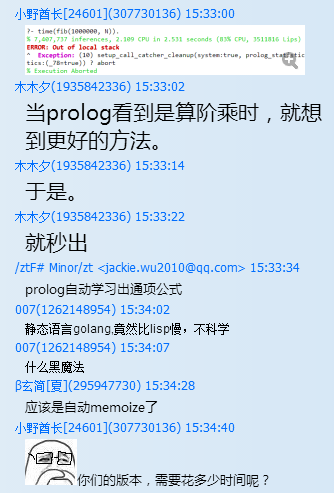 小野酋长[24601](307730136) 15:33:00
?- time(fib(1000000, N)).
% 7,407,737 inferences, 2.109 CPU in 2.531 seconds (83% CPU, 3511816 Lips)
ERROR: Out of local stack
^  Exception: (10) setup_call_catcher_cleanup(system:true, prolog_statistics:
tics:(_78=true)) ? abort
% Execution Aborted
木木夕(1935842336) 15:33:02
当prolog看到是算阶乘时，就想
到更好的方法。
木木夕(1935842336) 15:33:14
于是。
木木夕(1935842336) 15:33:22
就秒出
/ztF# Minor/zt <jackie.wu2010@qq.com> 15:33:34
prolog自动学习出通项公式
007(1262148954) 15:34:02
静态语言golang,竟然比lisp慢，不科学
007(1262148954) 15:34:07
什么黑魔法
β玄简[夏](295947730) 15:34:28
应该是自动memoize了
小野酋长[24601](307730136) 15:34:40
你们的版本，需要花多少时间呢？